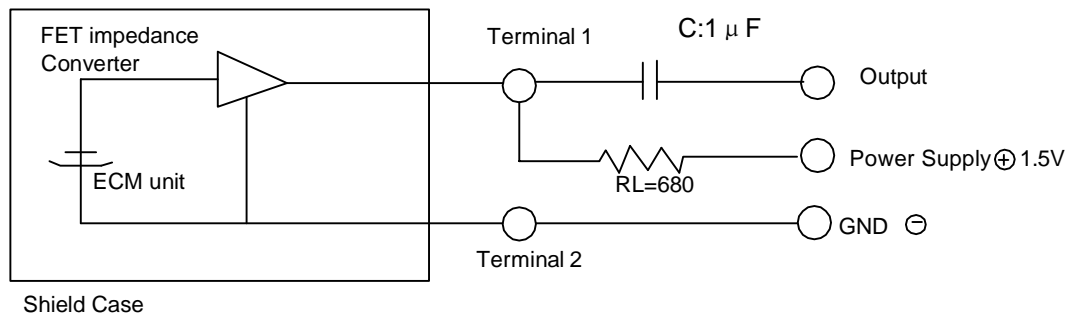 FET impedance
Converter
ECM unit
Terminal 1
C:1 μ F
Output
RL=680
Power Supply⊕1.5V
GND ⊖
Terminal 2
Shield Case